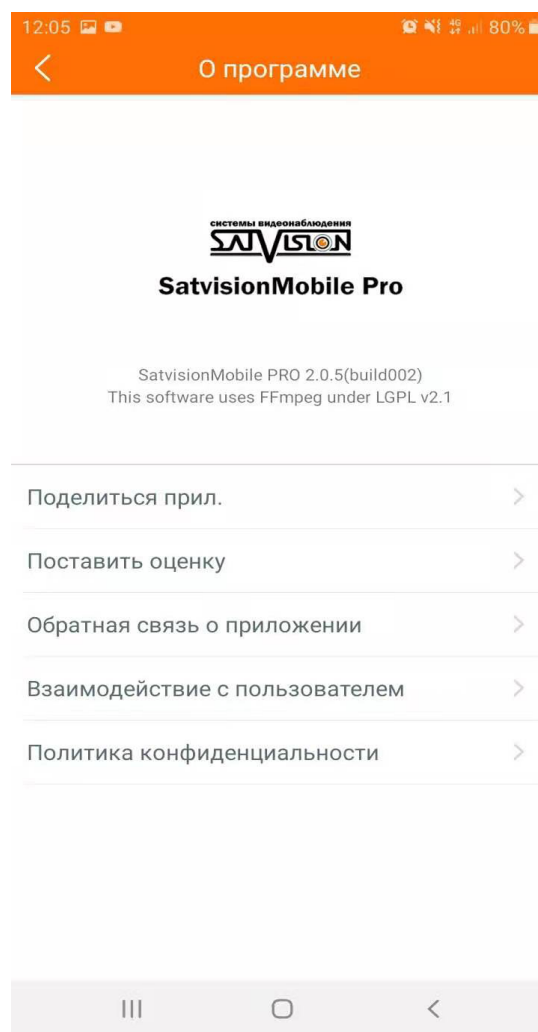 12:05 4G 80%
О программе
системы видеонаблюдения
SATVISION
SatvisionMobile Pro
SatvisionMobile PRO 2.0.5(build002)
This software uses FFmpeg under LGPL v2.1
Поделиться прил.
Поставить оценку
Обратная связь о приложении
Взаимодействие с пользователем
Политика конфиденциальности